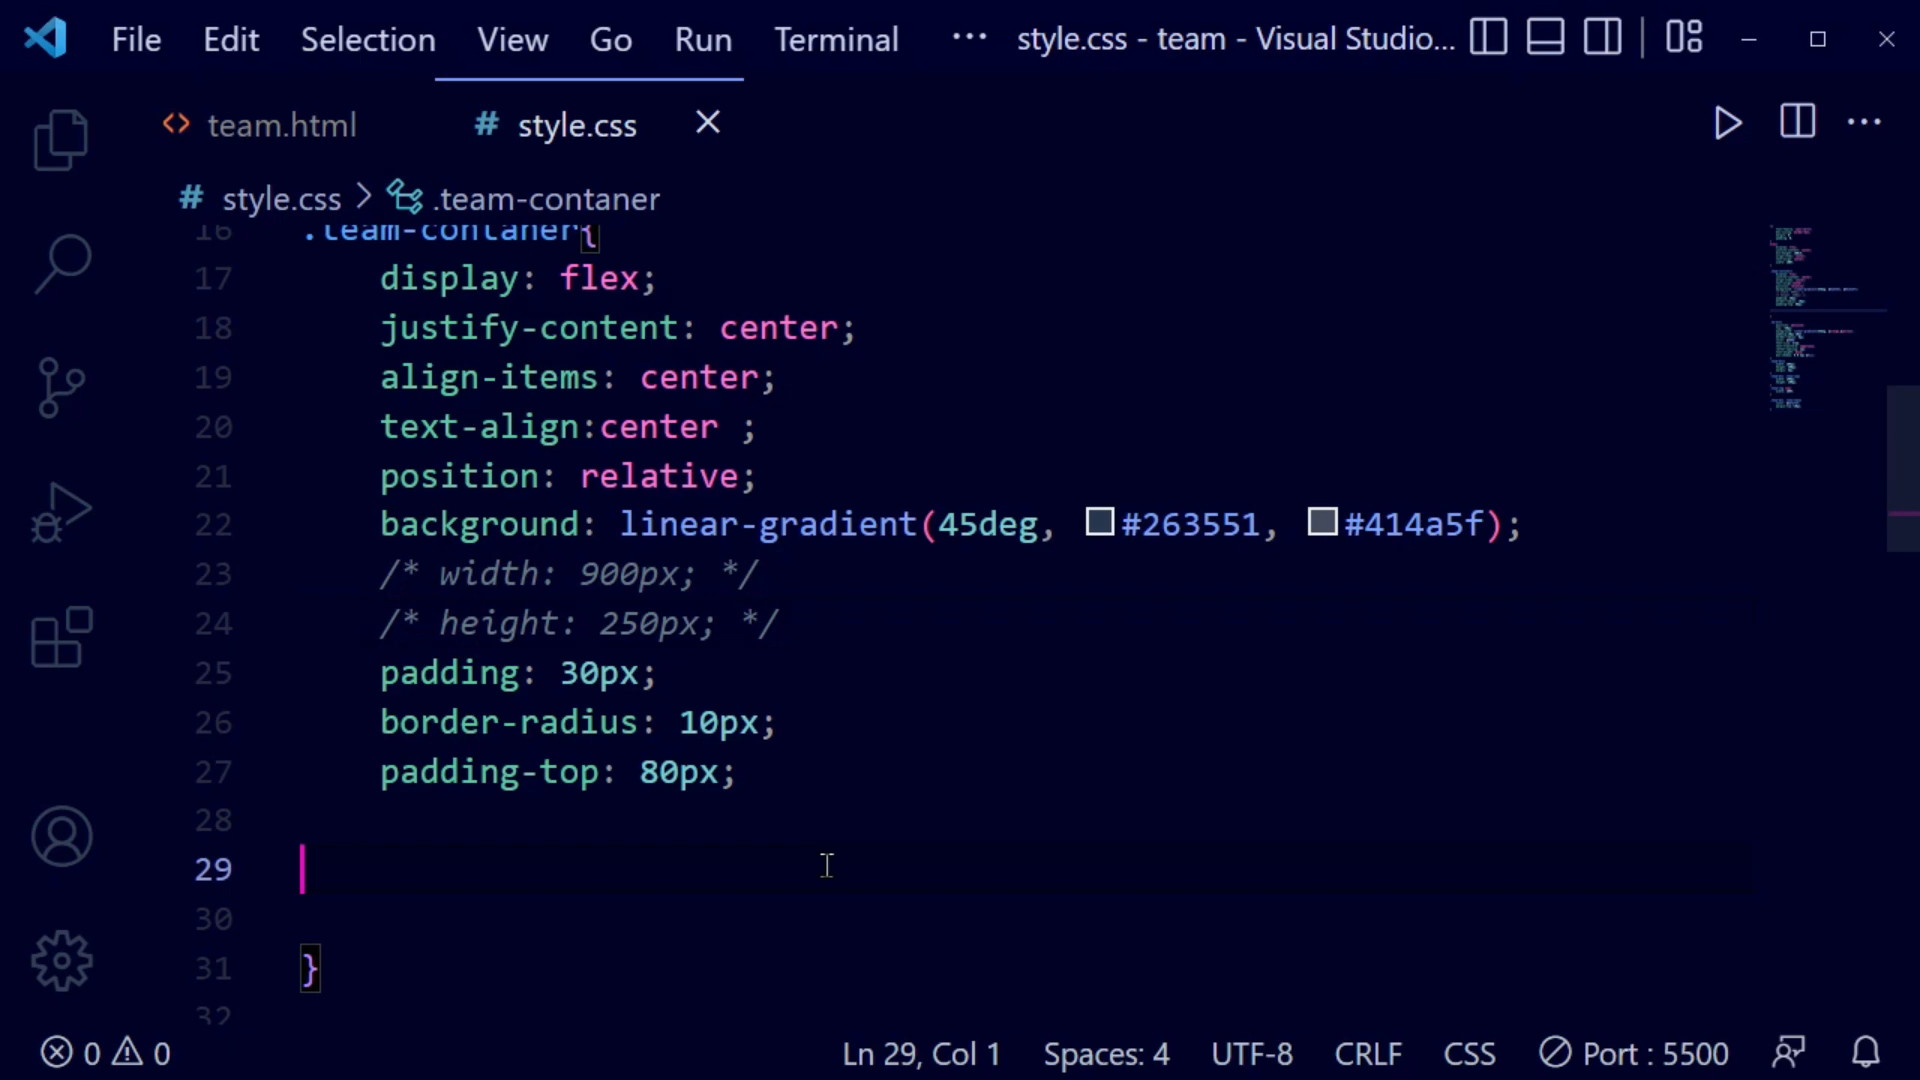 File Edit Selection View Go Run Terminal ··· style.css - team - Visual Studio...
<> team.html # style.css
# style.css > .team-contaner
16 .team-contaner{
17 display: flex;
18 justify-content: center;
19 align-items: center;
20 text-align:center ;
21 position: relative;
22 background: linear-gradient(45deg, #263551, #414a5f);
23 /* width: 900px; */
24 /* height: 250px; */
25 padding: 30px;
26 border-radius: 10px;
27 padding-top: 80px;
28
29
30
31 }
32
0 0 Ln 29, Col 1 Spaces: 4 UTF-8 CRLF CSS Port : 5500